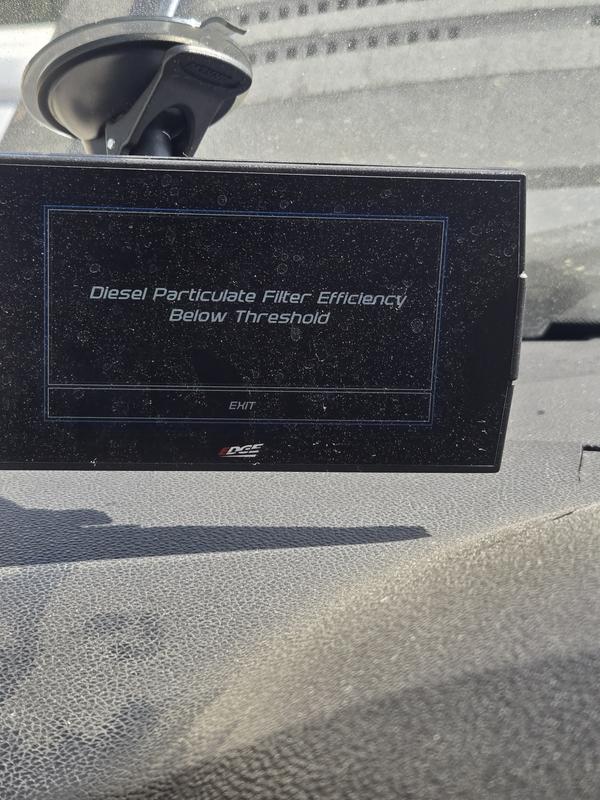 Diesel Particulate Filter Efficiency
Below Threshold
EXIT
EDGE